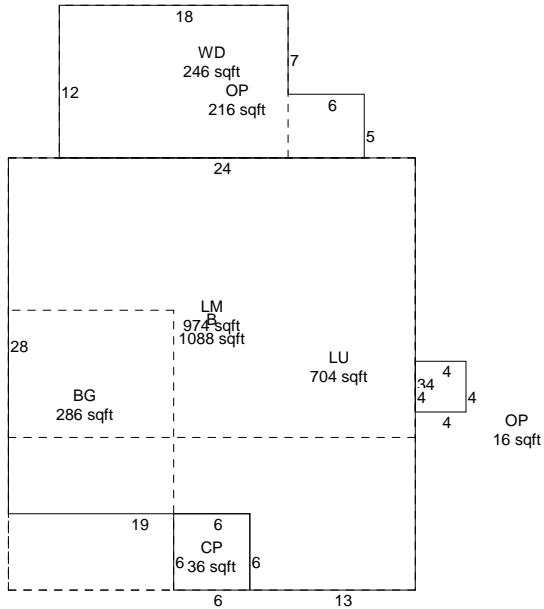 18
WD
246 sqft
7
12
OP
216 sqft
6
5
24
LM
974 sqft
B
1088 sqft
28
LU
704 sqft
4
34
4
4
4
BG
286 sqft
OP
16 sqft
19
6
CP
36 sqft
6
6
6
13